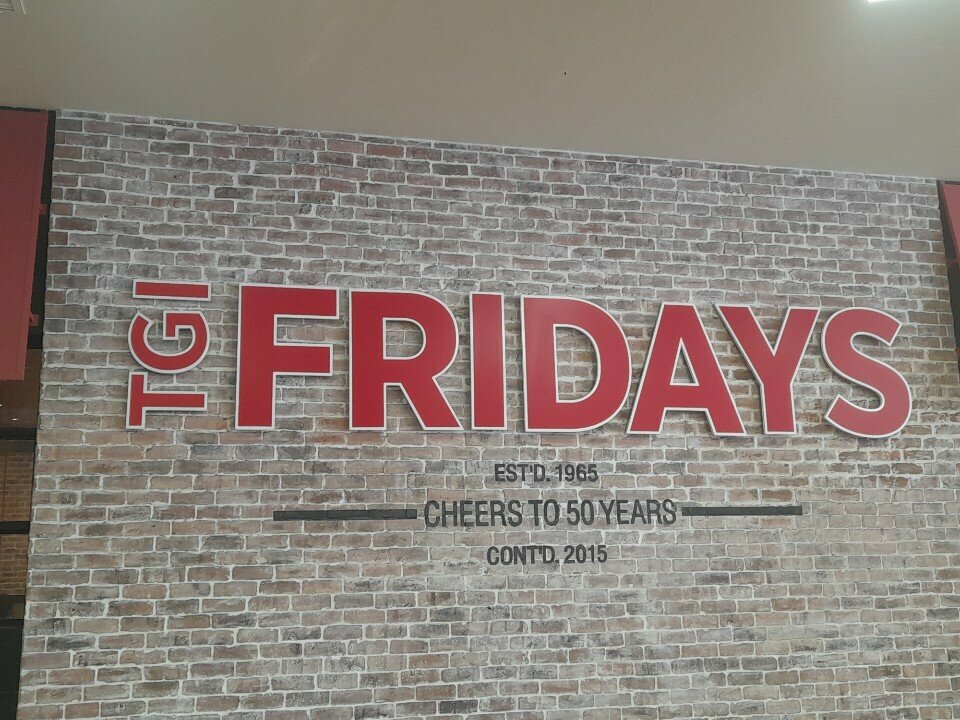 TGI FRIDAYS
EST'D. 1965
CHEERS TO 50 YEARS
CONT'D. 2015